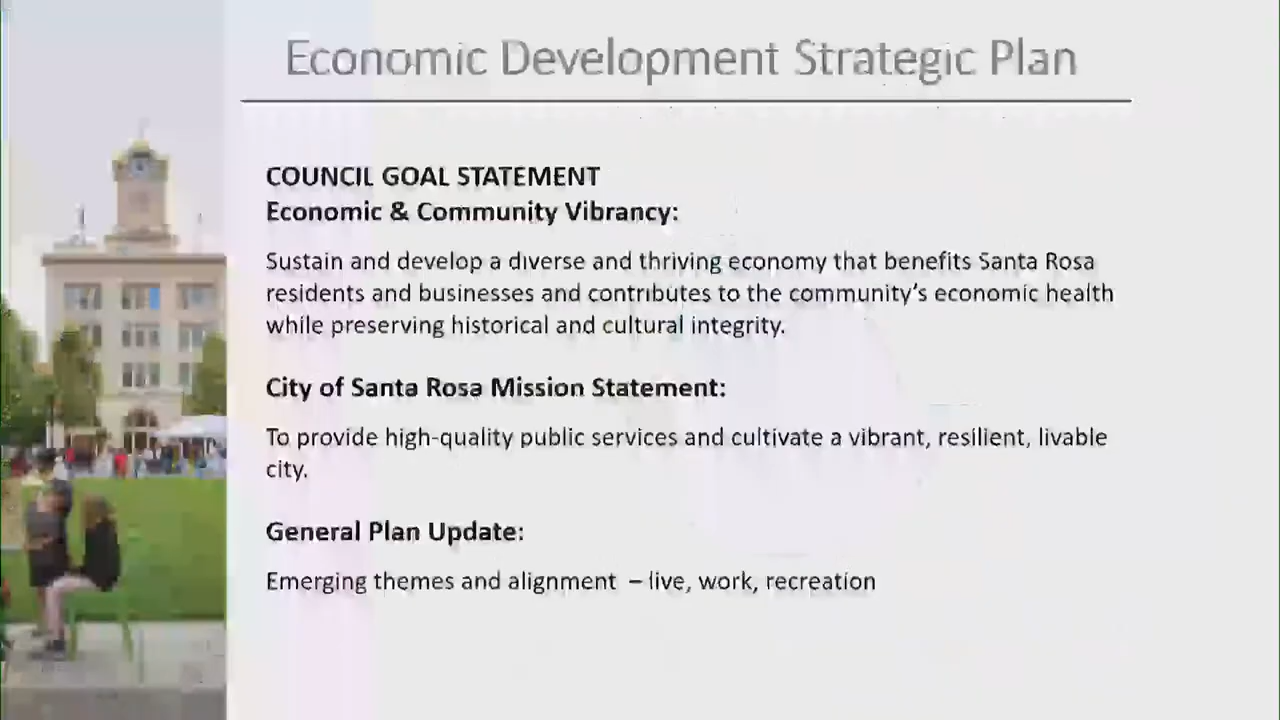 Economic Development Strategic Plan
COUNCIL GOAL STATEMENT
Economic & Community Vibrancy:
Sustain and develop a diverse and thriving economy that benefits Santa Rosa
residents and businesses and contributes to the community's economic health
while preserving historical and cultural integrity.
City of Santa Rosa Mission Statement:
To provide high-quality public services and cultivate a vibrant, resilient, livable
city.
General Plan Update:
Emerging themes and alignment – live, work, recreation